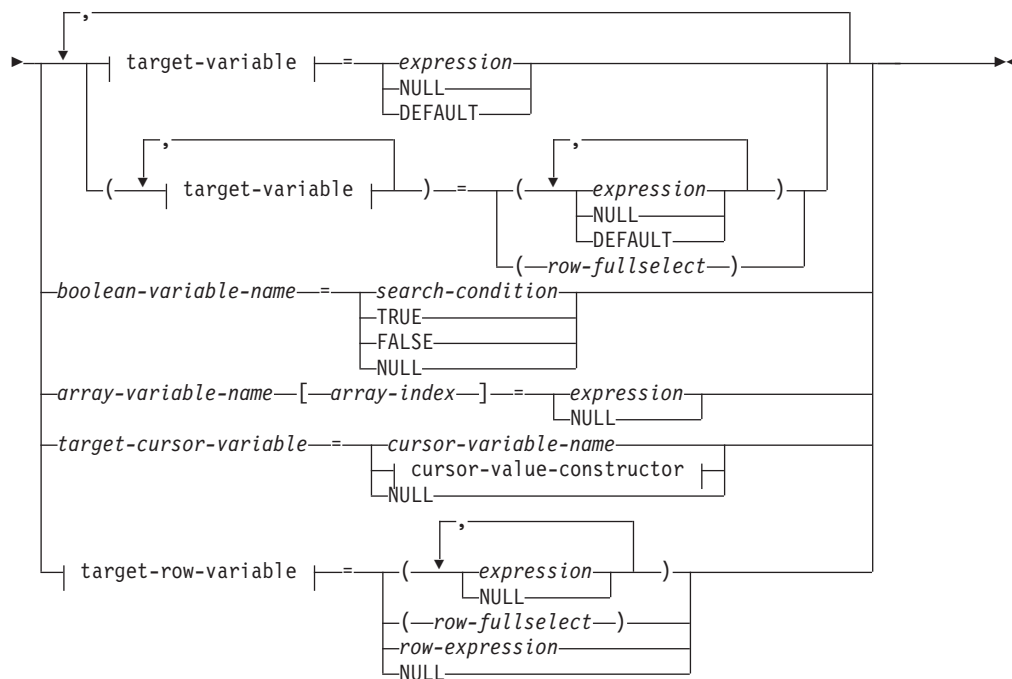 ,
target-variable = expression
NULL
DEFAULT
, ,
( target-variable ) = ( expression )
NULL
DEFAULT
( row-fullselect )
boolean-variable-name = search-condition
TRUE
FALSE
NULL
array-variable-name [ array-index ] = expression
NULL
target-cursor-variable = cursor-variable-name
cursor-value-constructor
NULL
,
target-row-variable = ( expression )
NULL
( row-fullselect )
row-expression
NULL